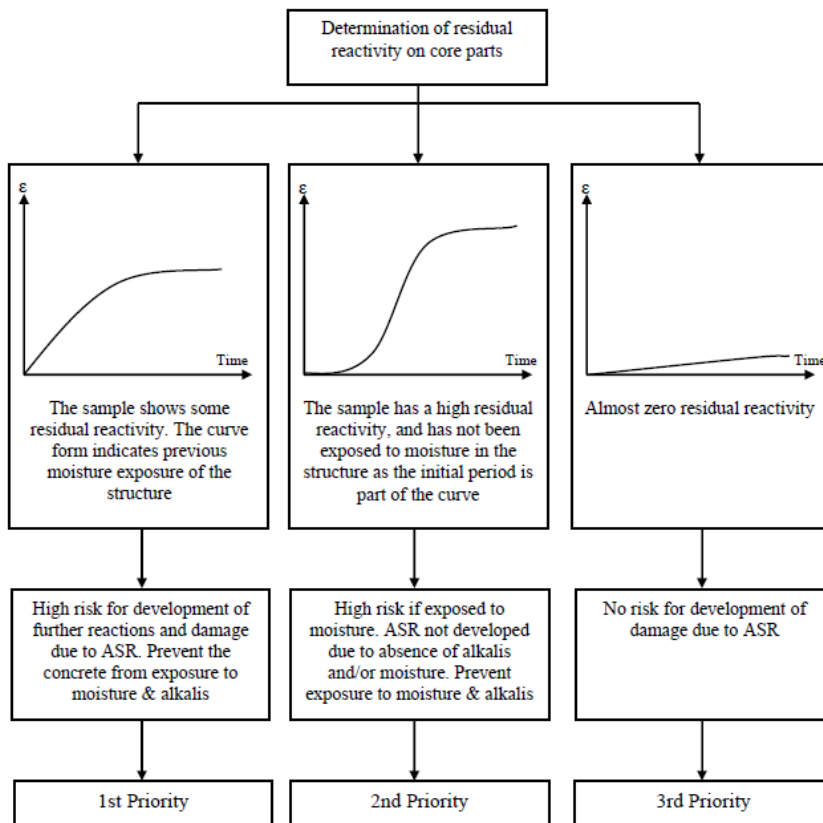 Determination of residual
reactivity on core parts
ε
Time
The sample shows some
residual reactivity. The curve
form indicates previous
moisture exposure of the
structure
High risk for development of
further reactions and damage
due to ASR. Prevent the
concrete from exposure to
moisture & alkalis
1st Priority
ε
Time
The sample has a high residual
reactivity, and has not been
exposed to moisture in the
structure as the initial period is
part of the curve
High risk if exposed to
moisture. ASR not developed
due to absence of alkalis
and/or moisture. Prevent
exposure to moisture & alkalis
2nd Priority
ε
Time
Almost zero residual reactivity
No risk for development of
damage due to ASR
3rd Priority